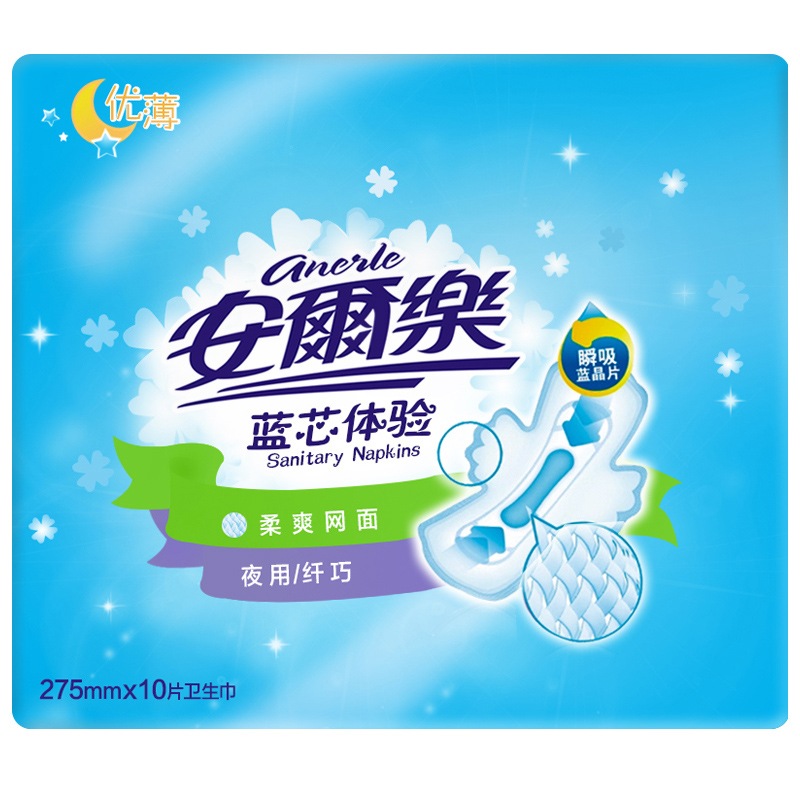 优薄
anerle
安爾樂
瞬吸
蓝晶片
蓝芯体验
Sanitary Napkins
柔爽网面
夜用/纤巧
275mmx10片卫生巾